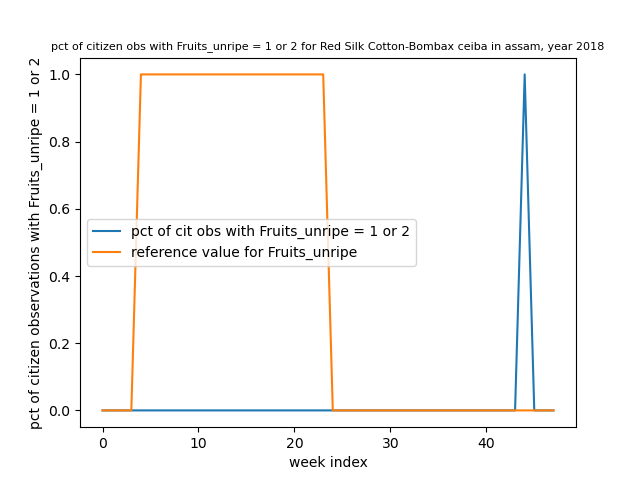 pct of citizen obs with Fruits_unripe = 1 or 2 for Red Silk Cotton-Bombax ceiba in assam, year 2018
pct of citizen observations with Fruits_unripe = 1 or 2
1.0
0.8
0.6
0.4
0.2
0.0
pct of cit obs with Fruits_unripe = 1 or 2
reference value for Fruits_unripe
0 10 20 30 40
week index